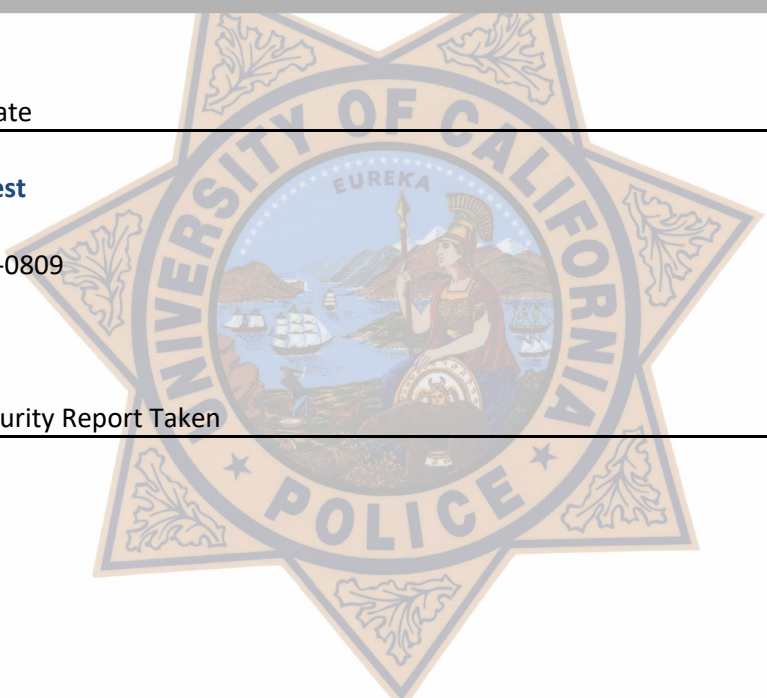 ate
est
-0809
urity Report Taken
UNIVERSITY OF CALIFORNIA
EUREKA
POLICE